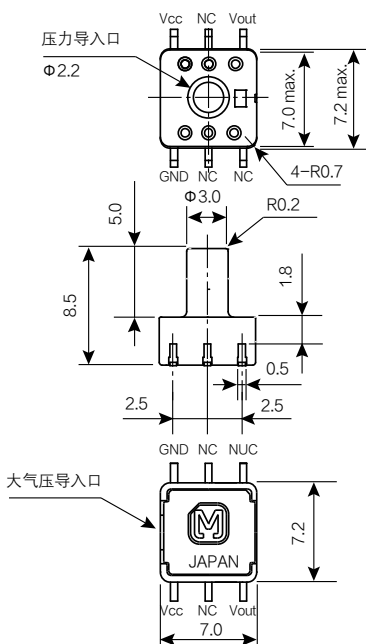 Vcc NC Vout
压力导入口
Φ2.2
7.0 max.
7.2 max.
GND NC NC
4-R0.7
Φ3.0
R0.2
5.0
8.5
1.8
0.5
2.5
2.5
GND NC NUC
大气压导入口
M
JAPAN
7.2
Vcc NC Vout
7.0